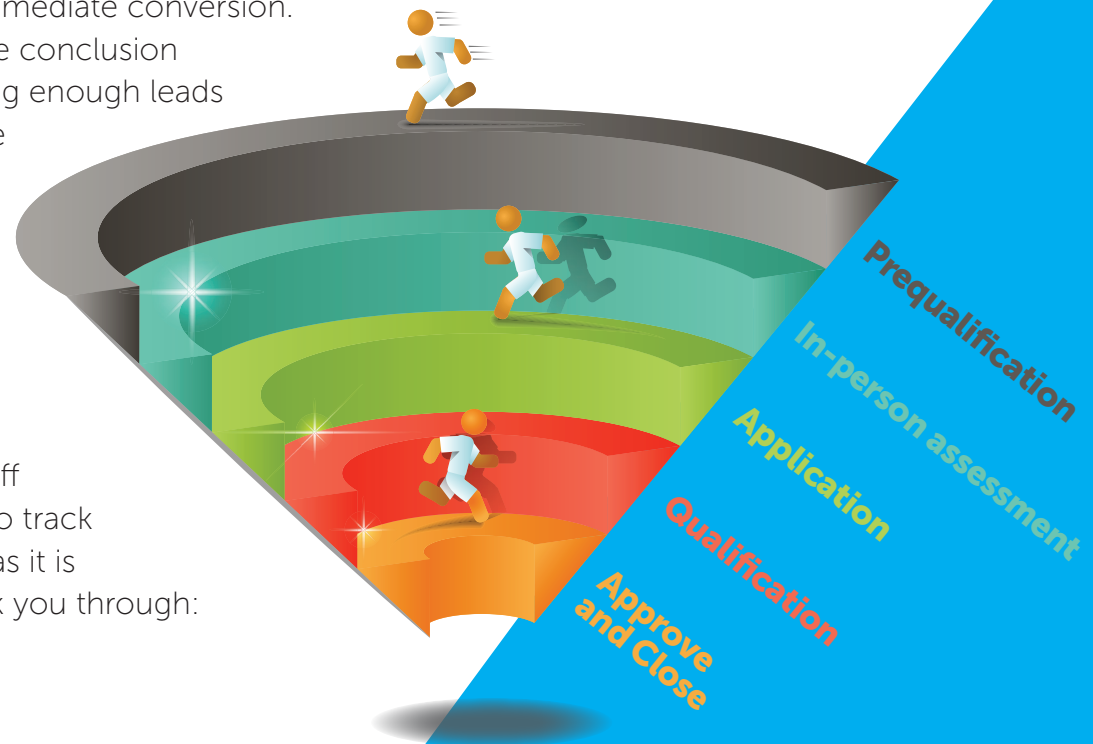 mediate conversion.
e conclusion
g enough leads
e
ff
o track
as it is
k you through:
Prequalification
In-person assessment
Application
Qualification
Approve
and Close